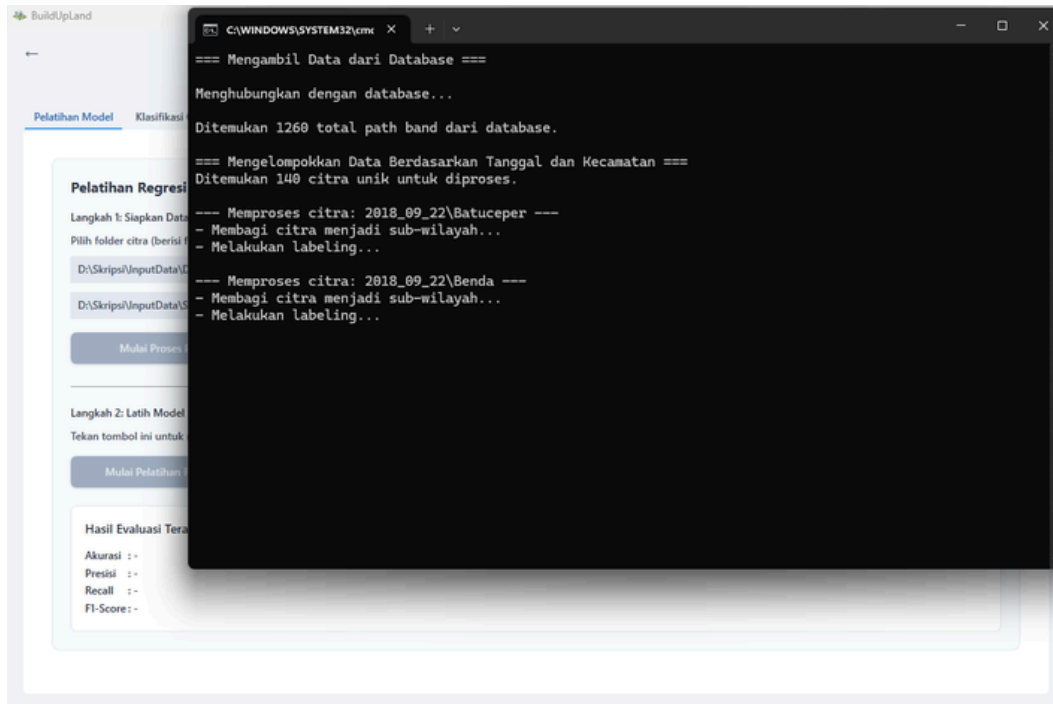 BuildUpLand
←
Pelatihan Model Klasifikasi
Pelatihan Regresi
Langkah 1: Siapkan Data
Pilih folder citra (berisi
D:\Skripsi\InputData\
D:\Skripsi\InputData\
Mulai Proses
Langkah 2: Latih Model
Tekan tombol ini untuk
Mulai Pelatihan
Hasil Evaluasi Tera
Akurasi : -
Presisi : -
Recall : -
F1-Score : -
C:\WINDOWS\SYSTEM32\cmc
=== Mengambil Data dari Database ===
Menghubungkan dengan database...
Ditemukan 1260 total path band dari database.
=== Mengelompokkan Data Berdasarkan Tanggal dan Kecamatan ===
Ditemukan 140 citra unik untuk diproses.
--- Memproses citra: 2018_09_22\Batuceper ---
- Membagi citra menjadi sub-wilayah...
- Melakukan labeling...
--- Memproses citra: 2018_09_22\Benda ---
- Membagi citra menjadi sub-wilayah...
- Melakukan labeling...